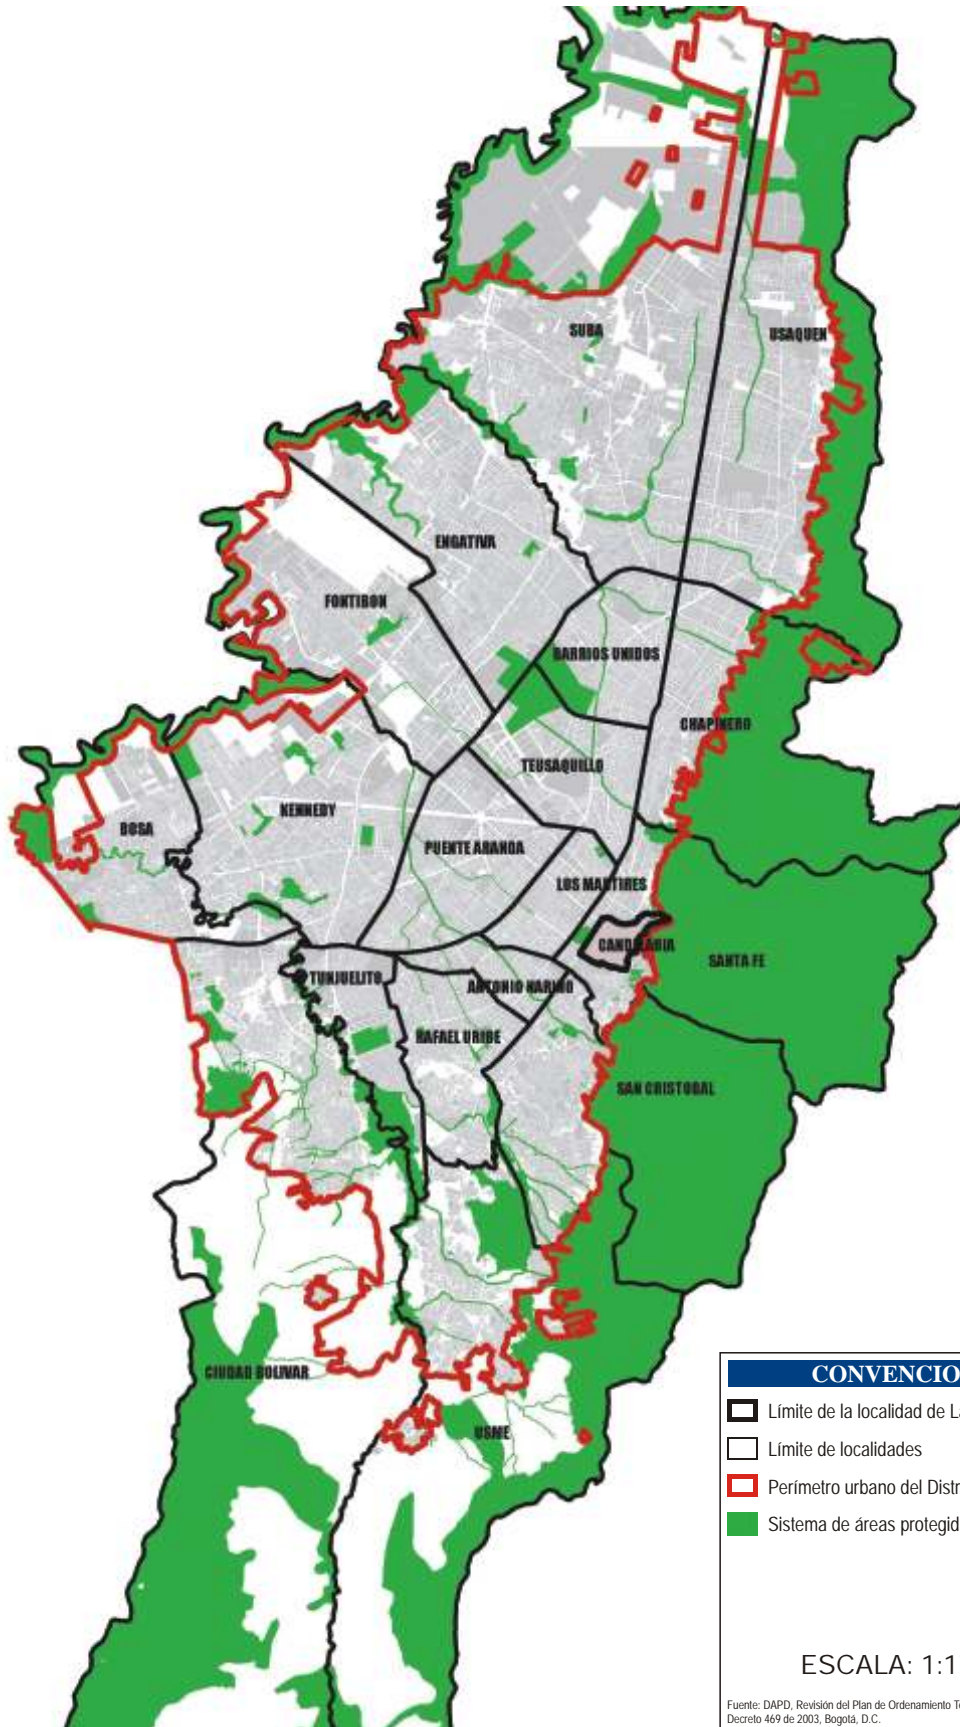 SUBA
USAQUEN
ENGATIVA
FONTIBON
BARRIOS UNIDOS
CHAPINERO
TEUSAQUILLO
KENNEDY
BOSA
PUENTE ARANDA
LOS MARTIRES
CANDELARIA
SANTA FE
TUNJUELITO
ANTONIO NARIÑO
RAFAEL URIBE
SAN CRISTOBAL
CIUDAD BOLIVAR
USME
CONVENCIO
Límite de la localidad de La
Límite de localidades
Perímetro urbano del Distr
Sistema de áreas protegid
ESCALA: 1:1
Fuente: DAPD, Revisión del Plan de Ordenamiento Te
Decreto 469 de 2003, Bogotá, D.C.